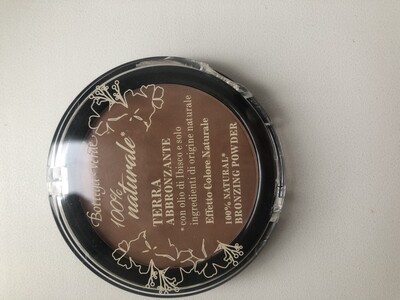 Bottega Verde
100%
naturale*
TERRA
ABBRONZANTE
*con olio di Ibisco e solo
ingredienti di origine naturale
Effetto Colore Naturale
100% NATURAL*
BRONZING POWDER